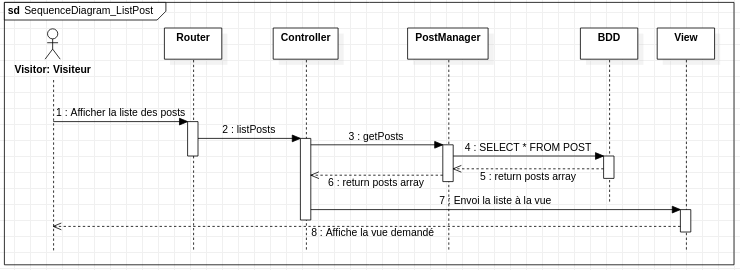 sd SequenceDiagram_ListPost
Router
Controller
PostManager
BDD
View
Visitor: Visiteur
1 : Afficher la liste des posts
2 : listPosts
3 : getPosts
4 : SELECT * FROM POST
5 : return posts array
6 : return posts array
7 : Envoi la liste à la vue
8 : Affiche la vue demandé